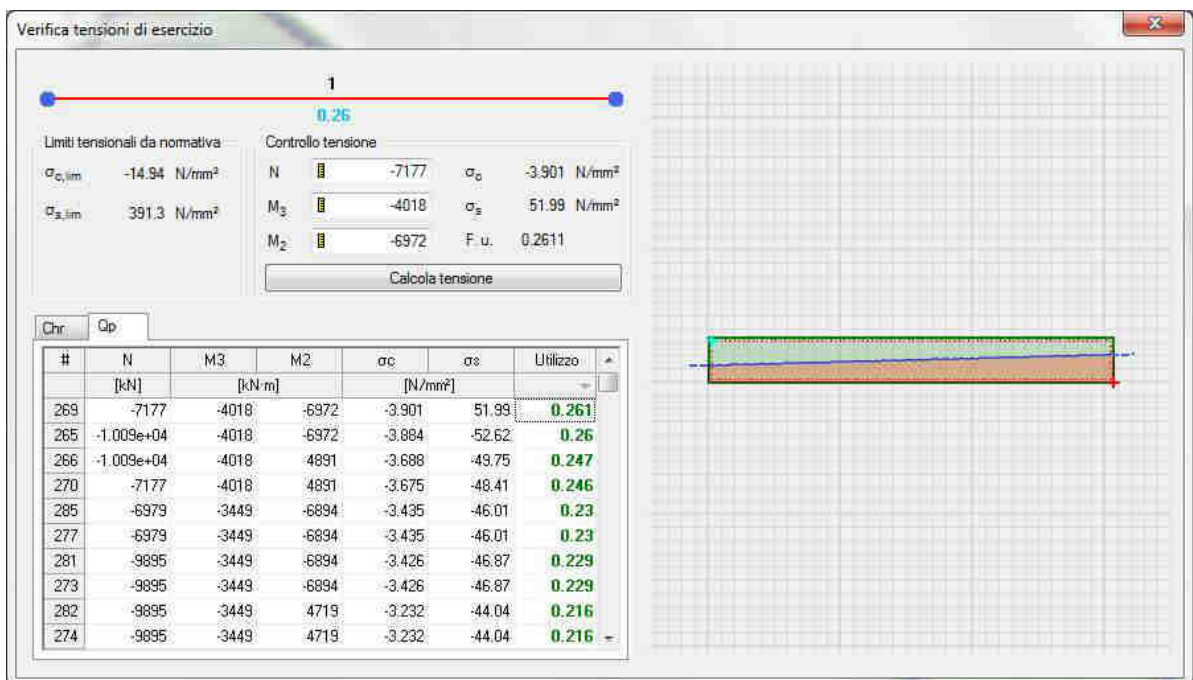 Verifica tensioni di esercizio
1
0.26
Limiti tensionali da normativa
σc,lim -14.94 N/mm²
σs,lim 391.3 N/mm²
Controllo tensione
N -7177 σc -3.901 N/mm²
M3 -4018 σs 51.99 N/mm²
M2 -6972 F. u. 0.2611
Calcola tensione
Chr Qp
# N M3 M2 σc σs Utilizzo
[kN] [kN·m] [N/mm²]
269 -7177 -4018 -6972 -3.901 51.99 0.261
265 -1.009e+04 -4018 -6972 -3.884 -52.62 0.26
266 -1.009e+04 -4018 4891 -3.688 -49.75 0.247
270 -7177 -4018 4891 -3.675 -48.41 0.246
285 -6979 -3449 -6894 -3.435 -46.01 0.23
277 -6979 -3449 -6894 -3.435 -46.01 0.23
281 -9895 -3449 -6894 -3.426 -46.87 0.229
273 -9895 -3449 -6894 -3.426 -46.87 0.229
282 -9895 -3449 4719 -3.232 -44.04 0.216
274 -9895 -3449 4719 -3.232 -44.04 0.216